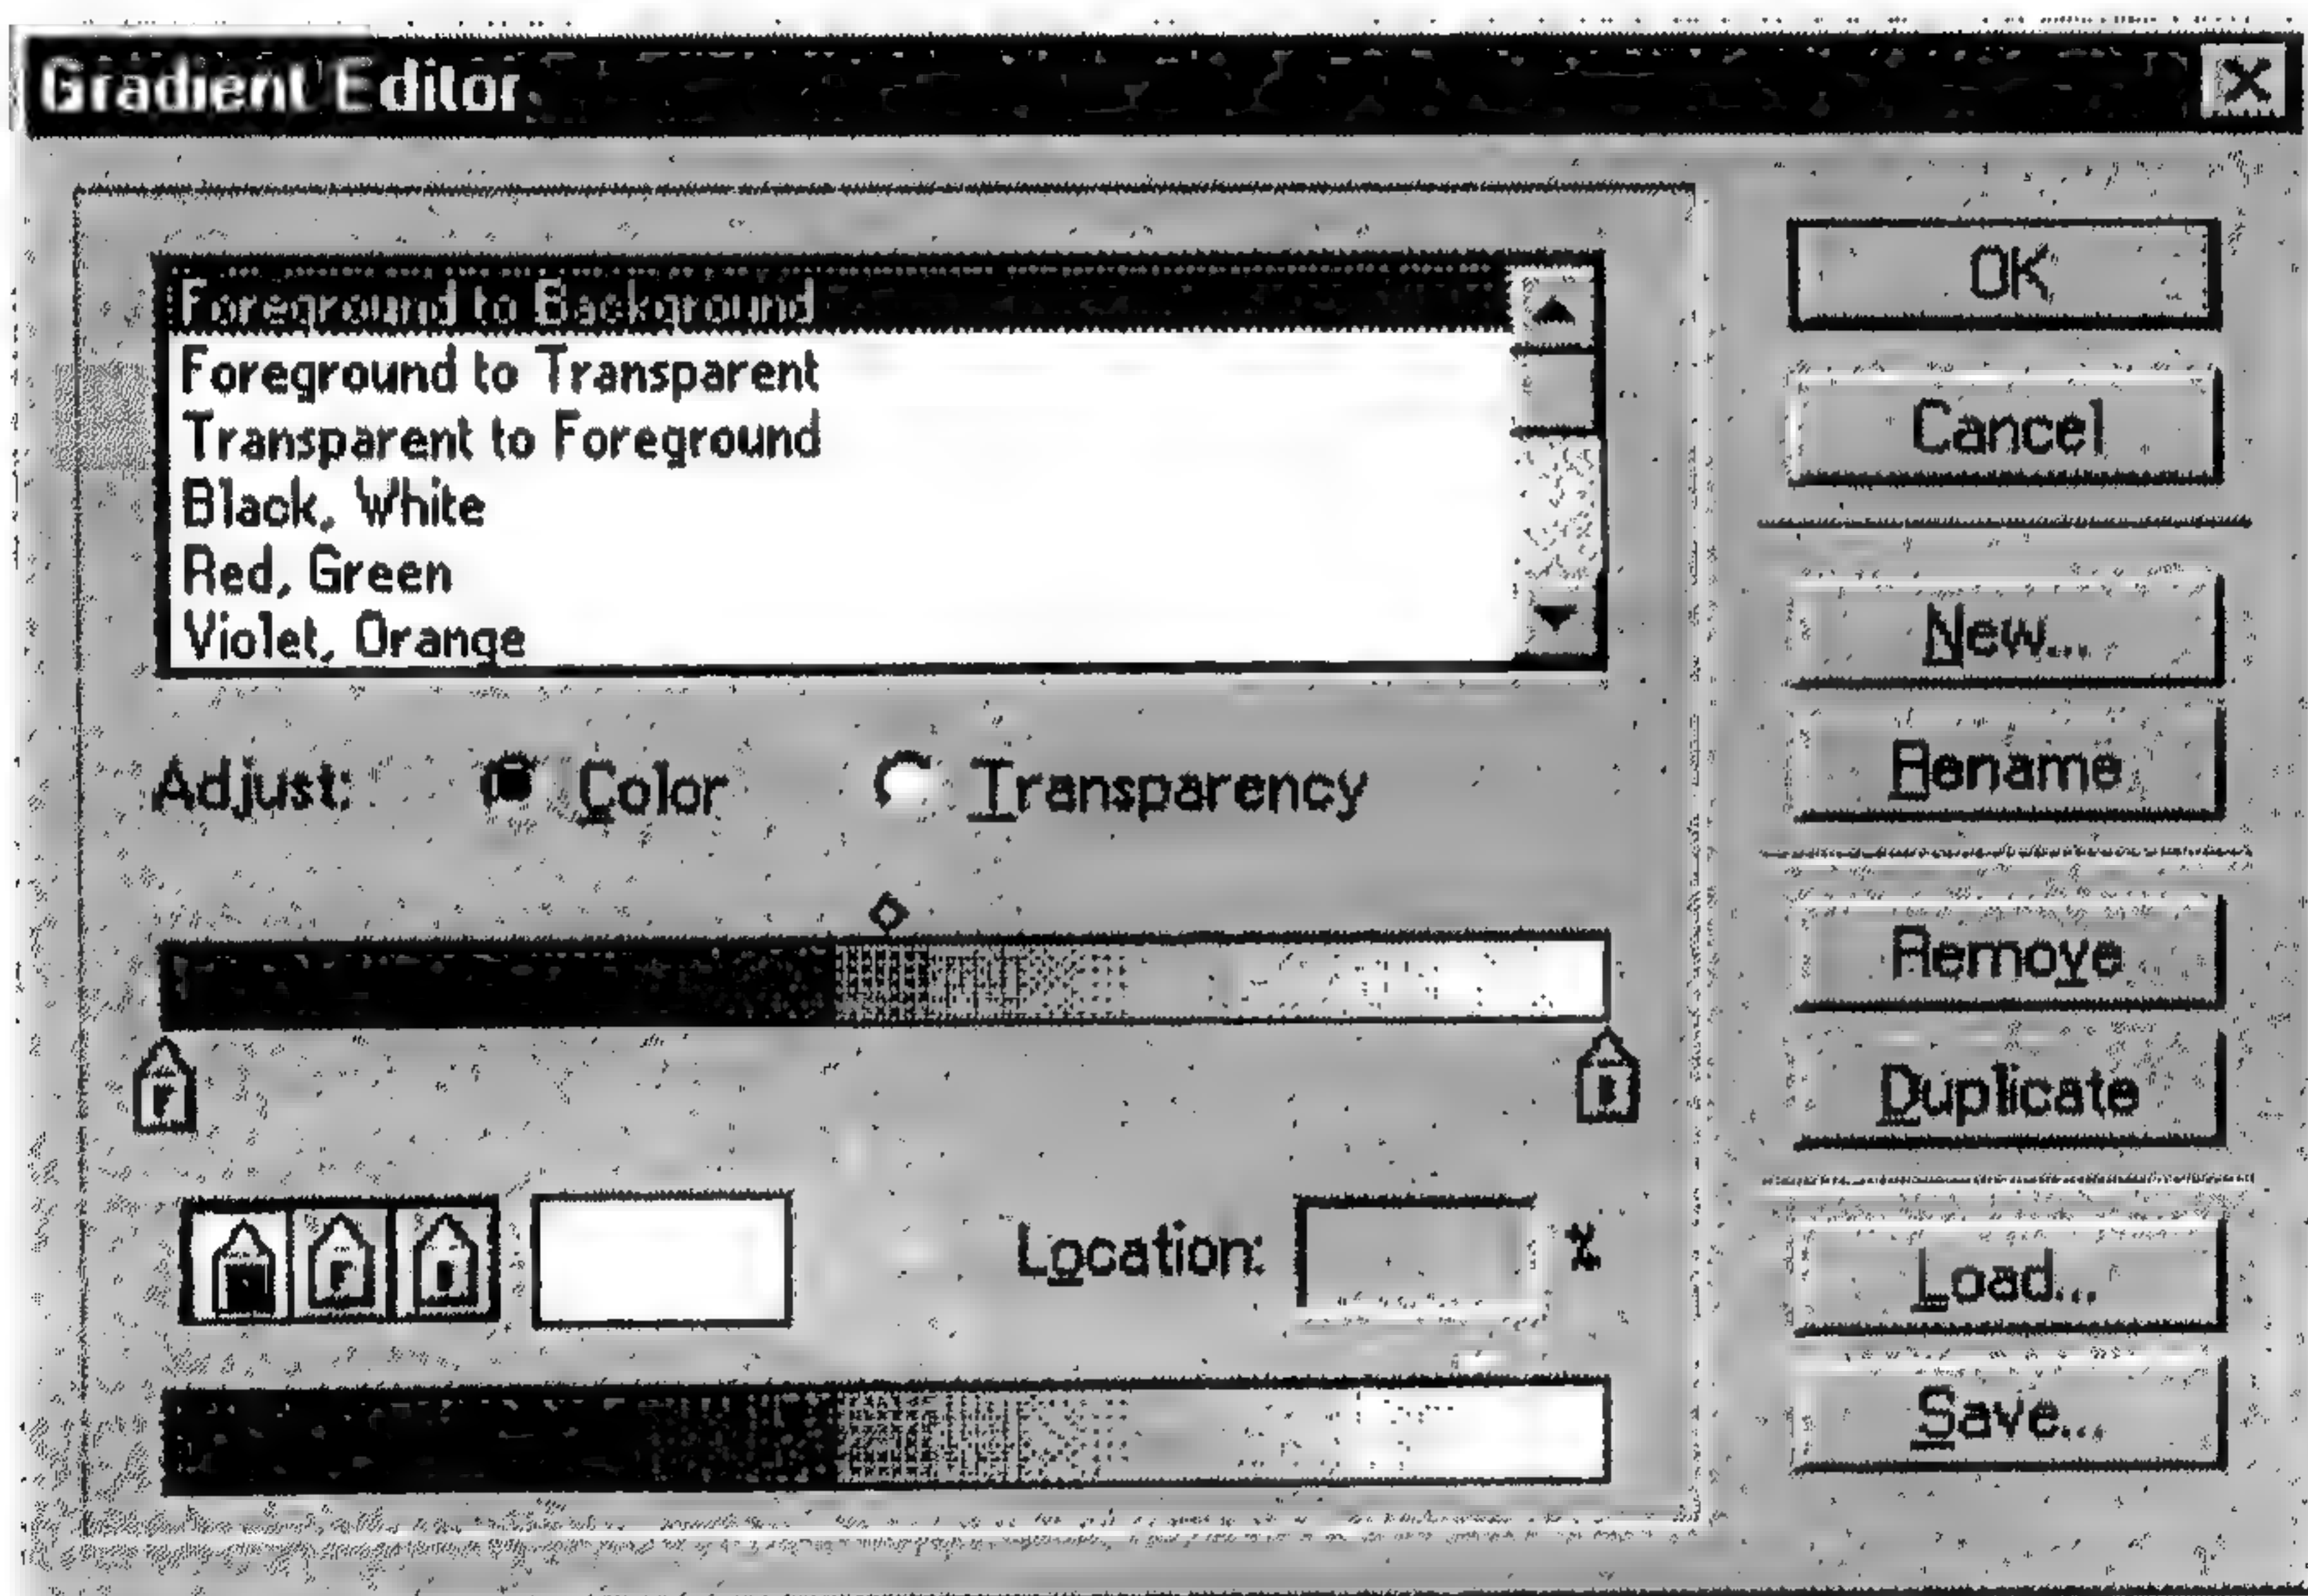 Gradient Editor
Foreground to Background
Foreground to Transparent
Transparent to Foreground
Black, White
Red, Green
Violet, Orange
Adjust: Color Transparency
F B
F B
Location: %
OK
Cancel
New...
Rename
Remove
Duplicate
Load...
Save...